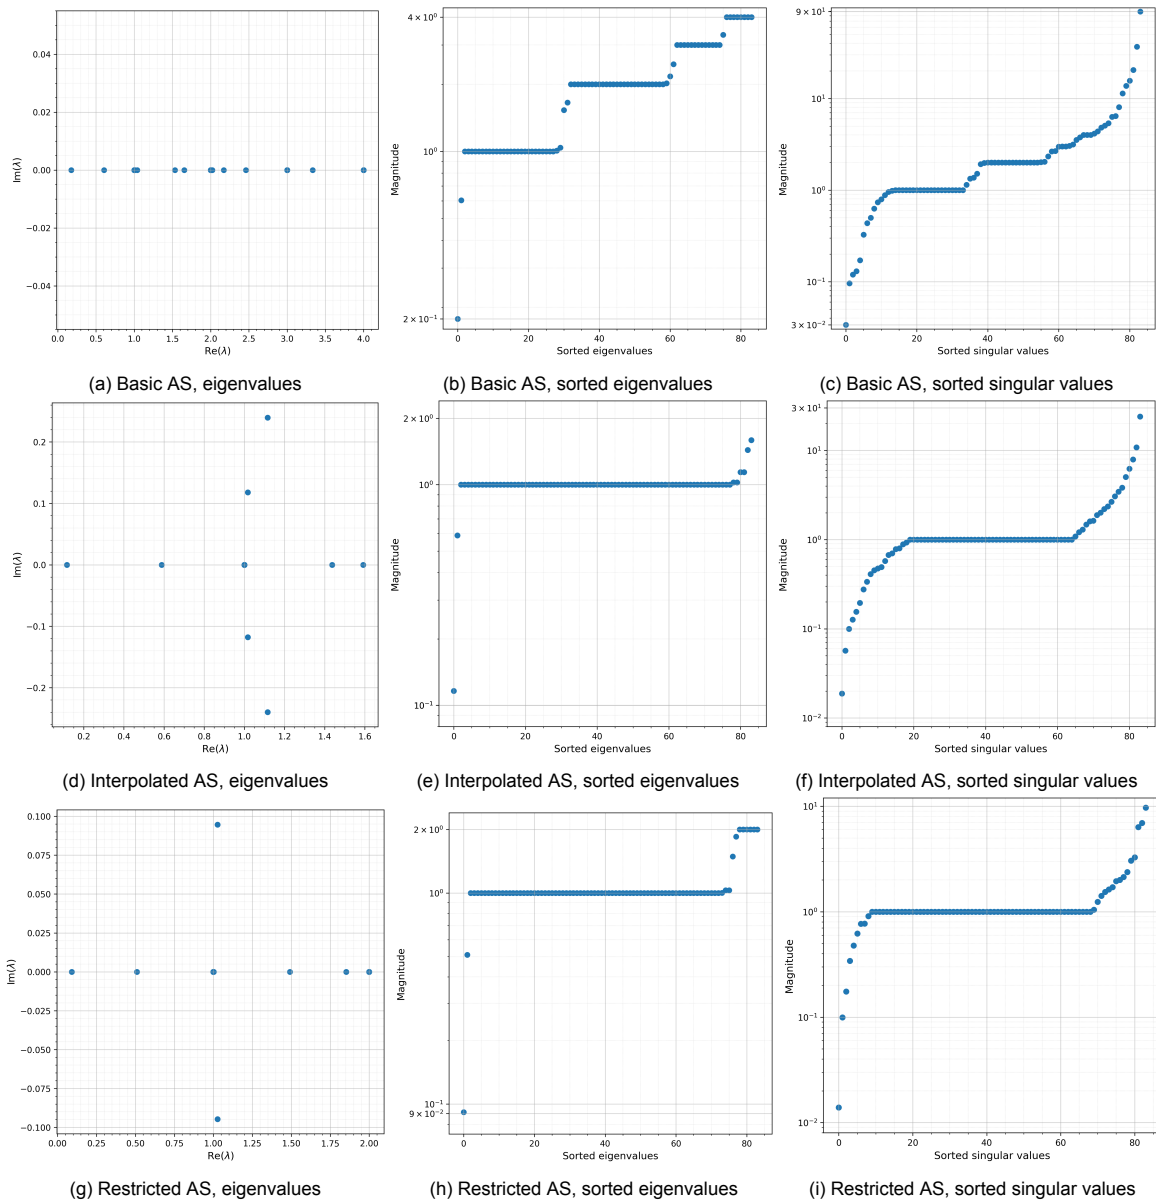 0.04
0.02
0.00
−0.02
−0.04
Im(λ)
0.0 0.5 1.0 1.5 2.0 2.5 3.0 3.5 4.0
Re(λ)
4 × 10⁰
10⁰
2 × 10⁻¹
Magnitude
0 20 40 60 80
Sorted eigenvalues
9 × 10¹
10¹
10⁰
10⁻¹
3 × 10⁻²
Magnitude
0 20 40 60 80
Sorted singular values
(a) Basic AS, eigenvalues
(b) Basic AS, sorted eigenvalues
(c) Basic AS, sorted singular values
0.2
0.1
0.0
−0.1
−0.2
Im(λ)
0.2 0.4 0.6 0.8 1.0 1.2 1.4 1.6
Re(λ)
2 × 10⁰
10⁰
10⁻¹
Magnitude
0 20 40 60 80
Sorted eigenvalues
3 × 10¹
10¹
10⁰
10⁻¹
10⁻²
Magnitude
0 20 40 60 80
Sorted singular values
(d) Interpolated AS, eigenvalues
(e) Interpolated AS, sorted eigenvalues
(f) Interpolated AS, sorted singular values
0.100
0.075
0.050
0.025
0.000
−0.025
−0.050
−0.075
−0.100
Im(λ)
0.00 0.25 0.50 0.75 1.00 1.25 1.50 1.75 2.00
Re(λ)
2 × 10⁰
10⁰
10⁻¹
9 × 10⁻²
Magnitude
0 20 40 60 80
Sorted eigenvalues
10¹
10⁰
10⁻¹
10⁻²
Magnitude
0 20 40 60 80
Sorted singular values
(g) Restricted AS, eigenvalues
(h) Restricted AS, sorted eigenvalues
(i) Restricted AS, sorted singular values